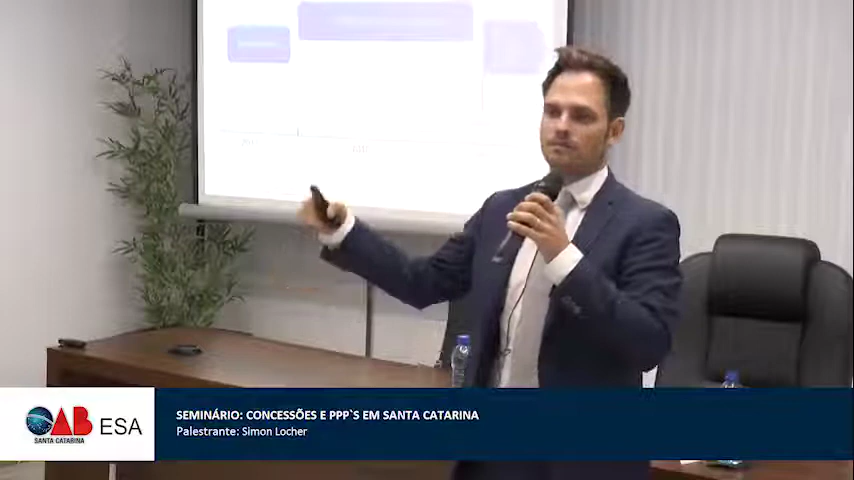 SEMINÁRIO: CONCESSÕES E PPP`S EM SANTA CATARINA
Palestrante: Simon Locher
OAB ESA
SANTA CATARINA